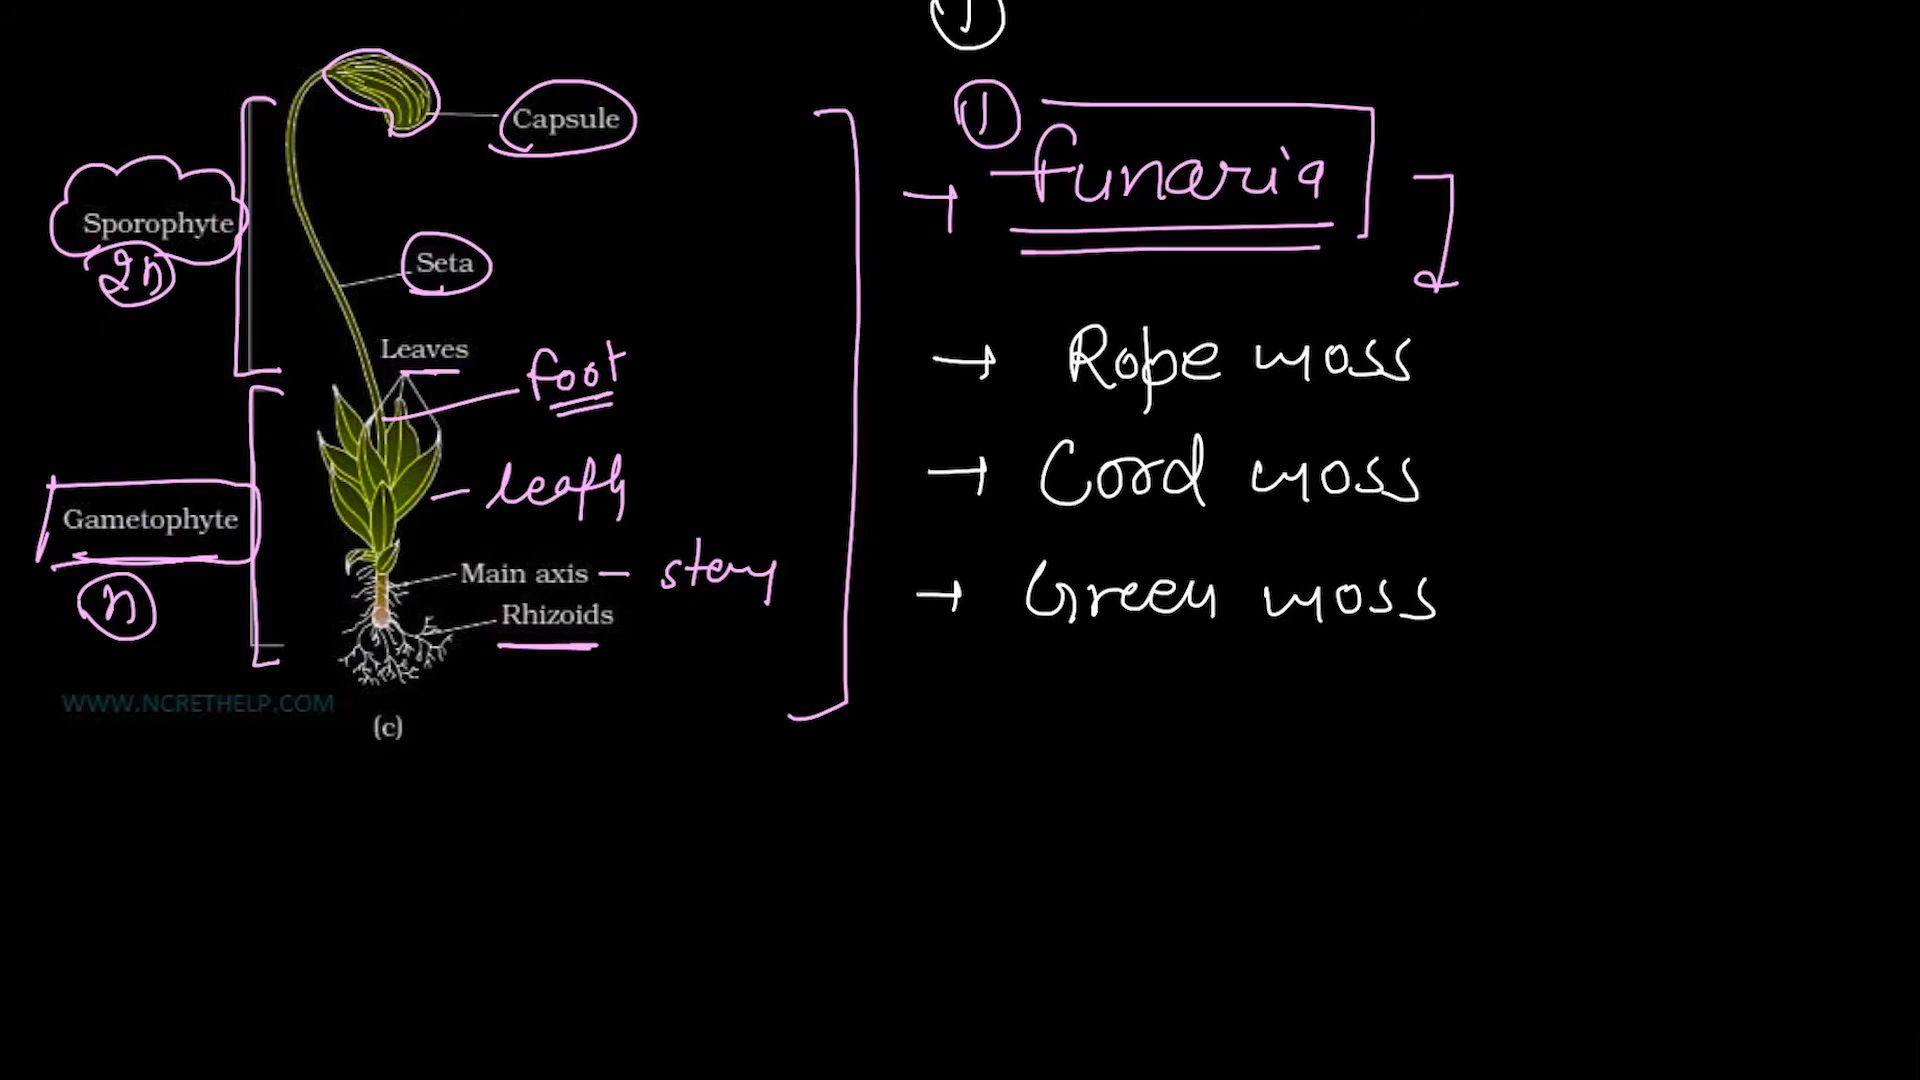 1
Capsule
1
funaria
Sporophyte
2n
Seta
Leaves
foot
Rope moss
leafy
Cord moss
Gametophyte
n
Main axis – stem
Rhizoids
Green moss
WWW.NCRETHELP.COM
(c)